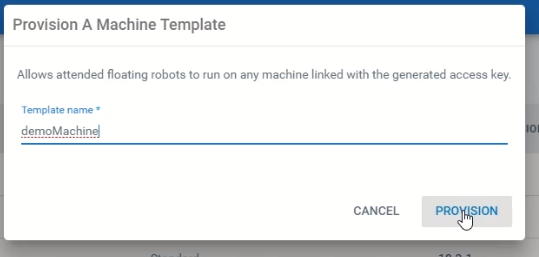 Provision A Machine Template
Allows attended floating robots to run on any machine linked with the generated access key.
Template name *
demoMachine
CANCEL
PROVISION